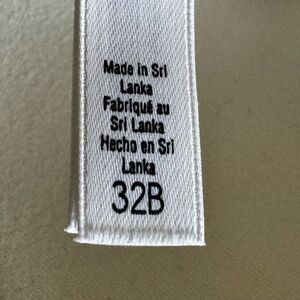 Made in Sri
Lanka
Fabriqué au
Sri Lanka
Hecho en Sri
Lanka
32B